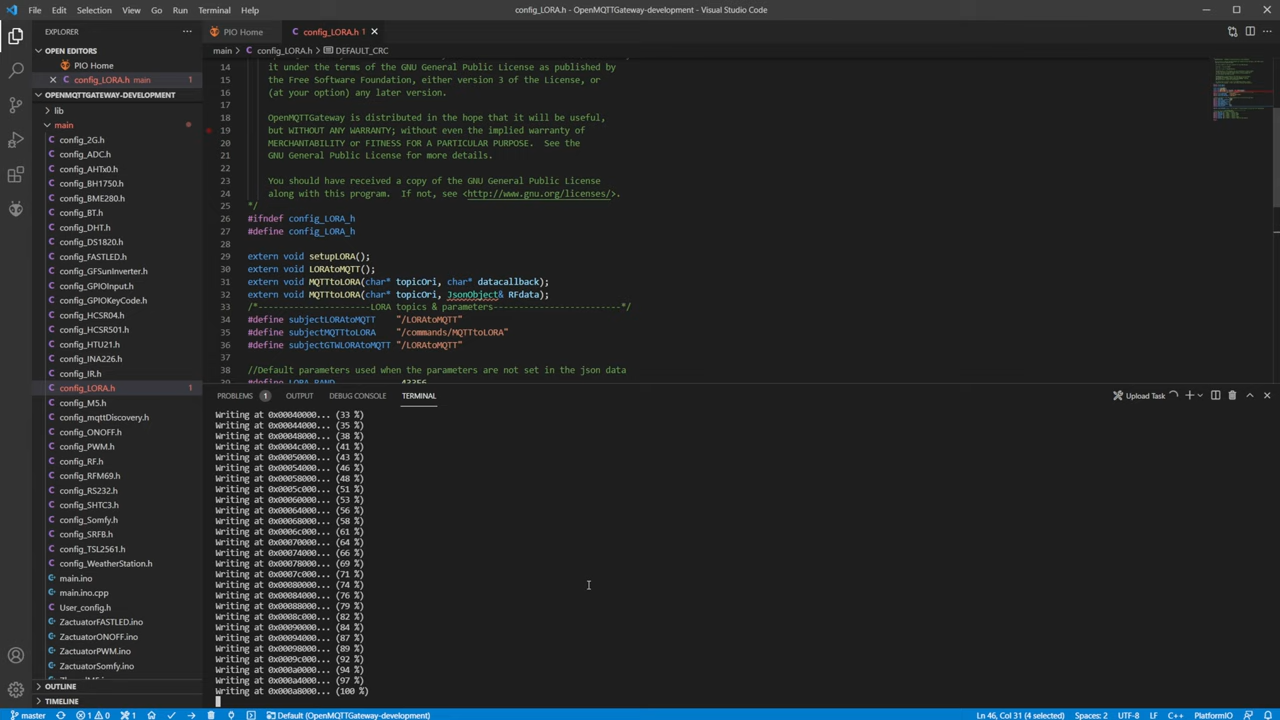 File Edit Selection View Go Run Terminal Help
config_LORA.h - OpenMQTTGateway-development - Visual Studio Code
EXPLORER
OPEN EDITORS
PIO Home
config_LORA.h main 1
OPENMQTTGATEWAY-DEVELOPMENT
lib
main
config_2G.h
config_ADC.h
config_AHTx0.h
config_BH1750.h
config_BME280.h
config_BT.h
config_DHT.h
config_DS1820.h
config_FASTLED.h
config_GFSunInverter.h
config_GPIOInput.h
config_GPIOKeyCode.h
config_HCSR04.h
config_HCSR501.h
config_HTU21.h
config_INA226.h
config_IR.h
config_LORA.h 1
config_M5.h
config_mqttDiscovery.h
config_ONOFF.h
config_PWM.h
config_RF.h
config_RFM69.h
config_RS232.h
config_SHTC3.h
config_Somfy.h
config_SRFB.h
config_TSL2561.h
config_WeatherStation.h
main.ino
main.ino.cpp
User_config.h
ZactuatorFASTLED.ino
ZactuatorONOFF.ino
ZactuatorPWM.ino
ZactuatorSomfy.ino
OUTLINE
TIMELINE
PIO Home
config_LORA.h 1
main > config_LORA.h > DEFAULT_CRC
14 it under the terms of the GNU General Public License as published by
15 the Free Software Foundation, either version 3 of the License, or
16 (at your option) any later version.
17
18 OpenMQTTGateway is distributed in the hope that it will be useful,
19 but WITHOUT ANY WARRANTY; without even the implied warranty of
20 MERCHANTABILITY or FITNESS FOR A PARTICULAR PURPOSE. See the
21 GNU General Public License for more details.
22
23 You should have received a copy of the GNU General Public License
24 along with this program. If not, see <http://www.gnu.org/licenses/>.
25 */
26 #ifndef config_LORA_h
27 #define config_LORA_h
28
29 extern void setupLORA();
30 extern void LORAtoMQTT();
31 extern void MQTTtoLORA(char* topicOri, char* datacallback);
32 extern void MQTTtoLORA(char* topicOri, JsonObject& RFdata);
33 /*----------------------LORA topics & parameters-------------------------*/
34 #define subjectLORAtoMQTT "/LORAtoMQTT"
35 #define subjectMQTTtoLORA "/commands/MQTTtoLORA"
36 #define subjectGTWLORAtoMQTT "/LORAtoMQTT"
37
38 //Default parameters used when the parameters are not set in the json data
39 #define LORA_BAND 433E6
PROBLEMS 1 OUTPUT DEBUG CONSOLE TERMINAL
Upload Task
Writing at 0x00040000... (33 %)
Writing at 0x00044000... (35 %)
Writing at 0x00048000... (38 %)
Writing at 0x0004c000... (41 %)
Writing at 0x00050000... (43 %)
Writing at 0x00054000... (46 %)
Writing at 0x00058000... (48 %)
Writing at 0x0005c000... (51 %)
Writing at 0x00060000... (53 %)
Writing at 0x00064000... (56 %)
Writing at 0x00068000... (58 %)
Writing at 0x0006c000... (61 %)
Writing at 0x00070000... (64 %)
Writing at 0x00074000... (66 %)
Writing at 0x00078000... (69 %)
Writing at 0x0007c000... (71 %)
Writing at 0x00080000... (74 %)
Writing at 0x00084000... (76 %)
Writing at 0x00088000... (79 %)
Writing at 0x0008c000... (82 %)
Writing at 0x00090000... (84 %)
Writing at 0x00094000... (87 %)
Writing at 0x00098000... (89 %)
Writing at 0x0009c000... (92 %)
Writing at 0x000a0000... (94 %)
Writing at 0x000a4000... (97 %)
Writing at 0x000a8000... (100 %)
master 1 0 1 Default (OpenMQTTGateway-development)
Ln 46, Col 31 (4 selected) Spaces: 2 UTF-8 LF C++ PlatformIO